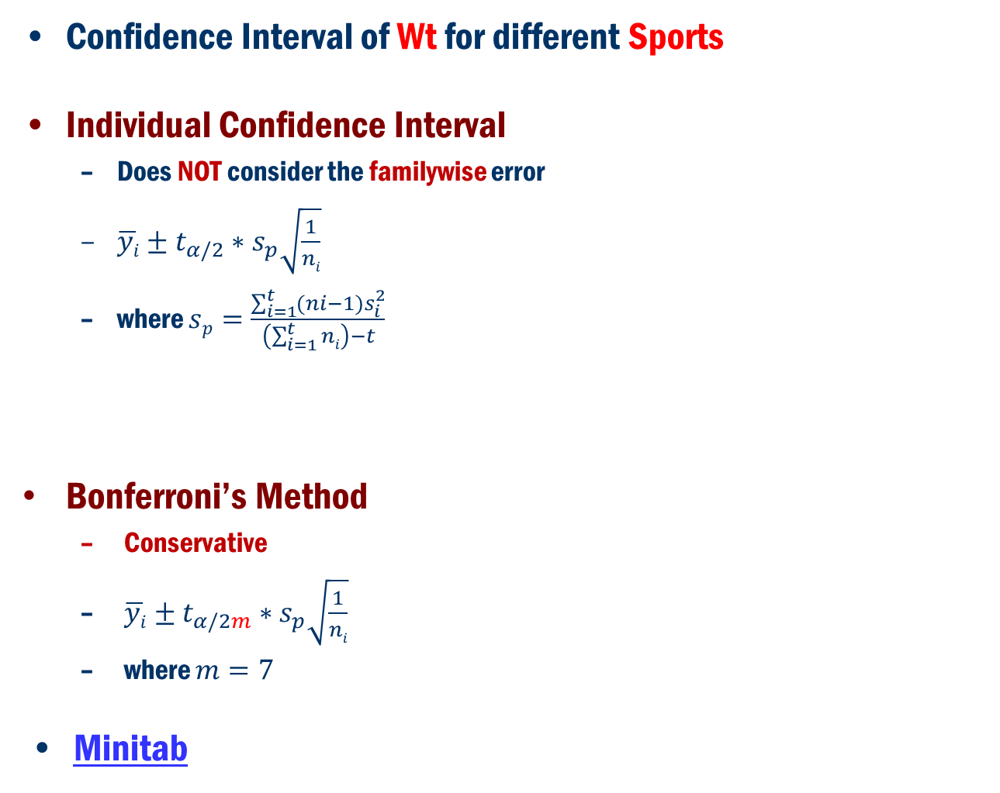 • Confidence Interval of Wt for different Sports
• Individual Confidence Interval
– Does NOT consider the familywise error
– $\overline{y}_i \pm t_{\alpha/2} * s_p \sqrt{\frac{1}{n_i}}$
– where $s_p = \frac{\sum_{i=1}^{t}(ni-1)s_i^2}{\left(\sum_{i=1}^{t} n_i\right)-t}$
• Bonferroni’s Method
– Conservative
– $\overline{y}_i \pm t_{\alpha/2m} * s_p \sqrt{\frac{1}{n_i}}$
– where $m = 7$
• Minitab